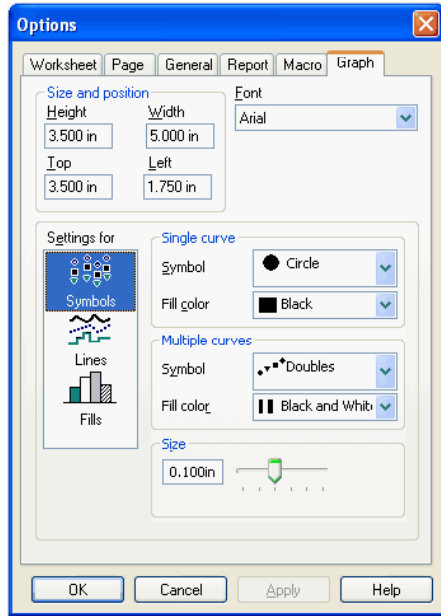 Options
Worksheet Page General Report Macro Graph
Size and position
Height Width
3.500 in 5.000 in
Top Left
3.500 in 1.750 in
Font
Arial
Settings for
Symbols
Lines
Fills
Single curve
Symbol Circle
Fill color Black
Multiple curves
Symbol Doubles
Fill color Black and Whit
Size
0.100in
OK Cancel Apply Help